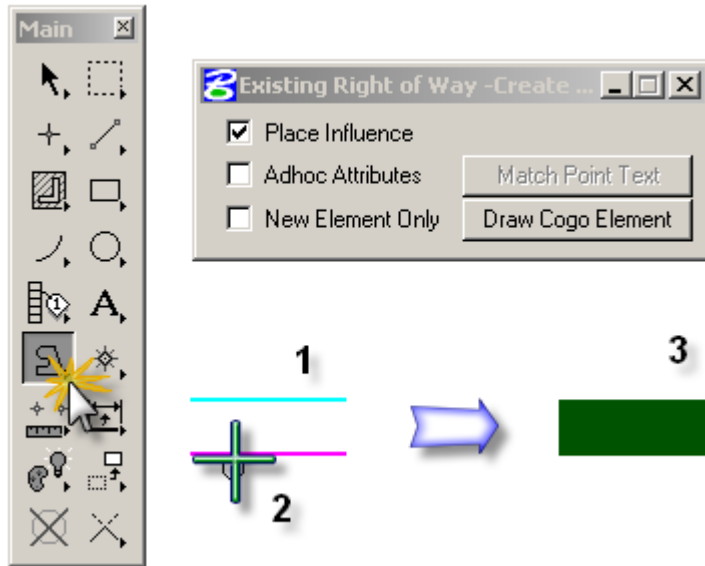 Main
Existing Right of Way -Create ...
Place Influence
Adhoc Attributes
Match Point Text
New Element Only
Draw Cogo Element
1
A
1
3
2